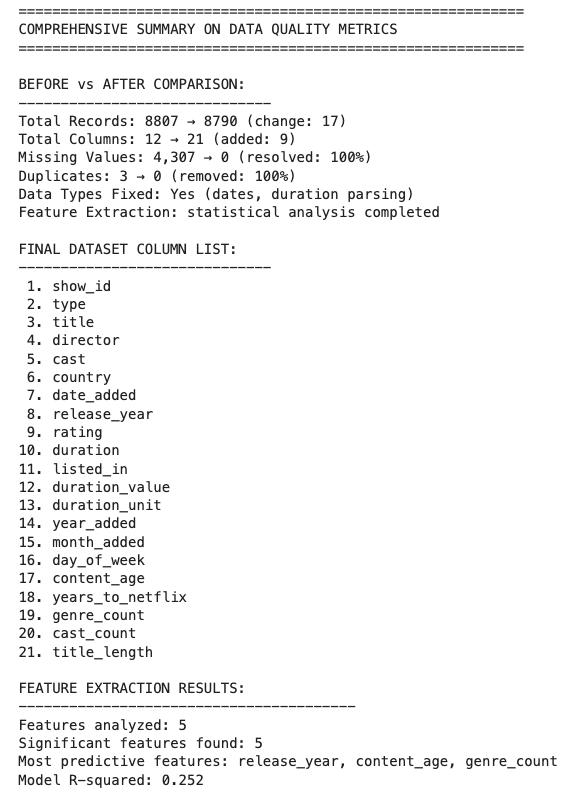 ============================================================
COMPREHENSIVE SUMMARY ON DATA QUALITY METRICS
============================================================
BEFORE vs AFTER COMPARISON:
------------------------------
Total Records: 8807 → 8790 (change: 17)
Total Columns: 12 → 21 (added: 9)
Missing Values: 4,307 → 0 (resolved: 100%)
Duplicates: 3 → 0 (removed: 100%)
Data Types Fixed: Yes (dates, duration parsing)
Feature Extraction: statistical analysis completed
FINAL DATASET COLUMN LIST:
------------------------------
1. show_id
2. type
3. title
4. director
5. cast
6. country
7. date_added
8. release_year
9. rating
10. duration
11. listed_in
12. duration_value
13. duration_unit
14. year_added
15. month_added
16. day_of_week
17. content_age
18. years_to_netflix
19. genre_count
20. cast_count
21. title_length
FEATURE EXTRACTION RESULTS:
----------------------------------------
Features analyzed: 5
Significant features found: 5
Most predictive features: release_year, content_age, genre_count
Model R-squared: 0.252